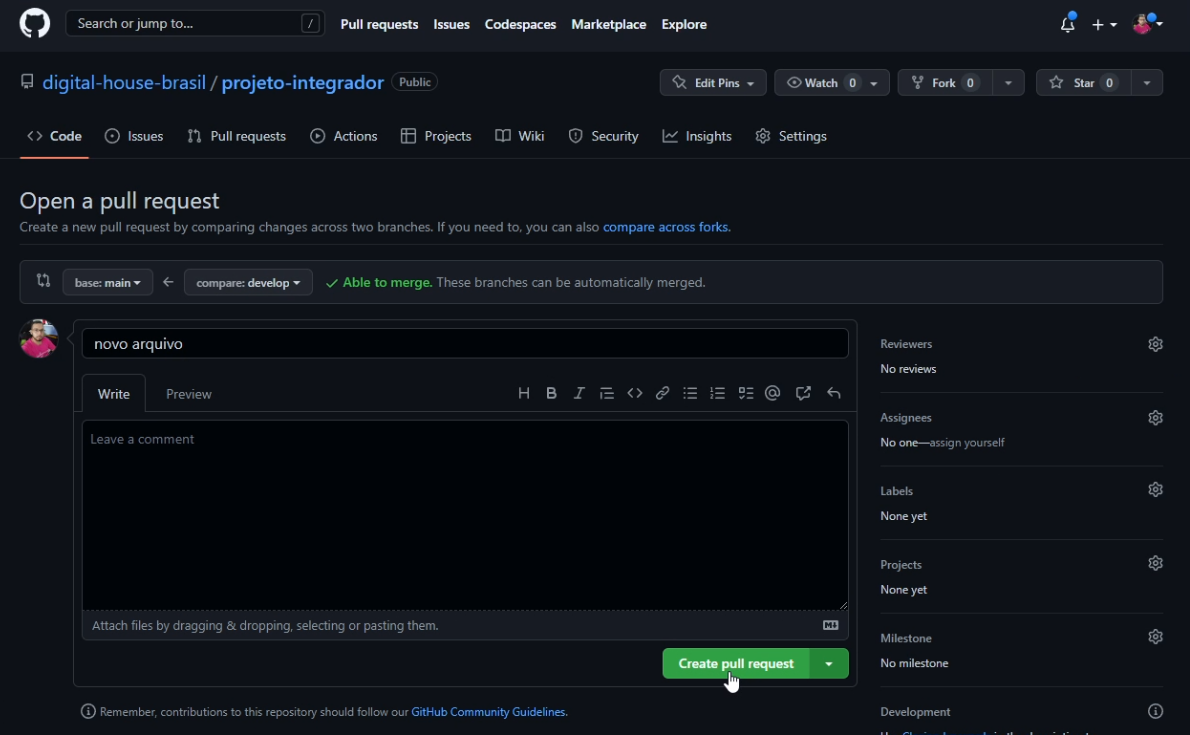 Search or jump to... /
Pull requests Issues Codespaces Marketplace Explore
digital-house-brasil / projeto-integrador Public
Edit Pins Watch 0 Fork 0 Star 0
Code Issues Pull requests Actions Projects Wiki Security Insights Settings
Open a pull request
Create a new pull request by comparing changes across two branches. If you need to, you can also compare across forks.
base: main ← compare: develop ✓ Able to merge. These branches can be automatically merged.
novo arquivo
Write Preview
Leave a comment
Attach files by dragging & dropping, selecting or pasting them.
Create pull request
Remember, contributions to this repository should follow our GitHub Community Guidelines.
Reviewers
No reviews
Assignees
No one—assign yourself
Labels
None yet
Projects
None yet
Milestone
No milestone
Development